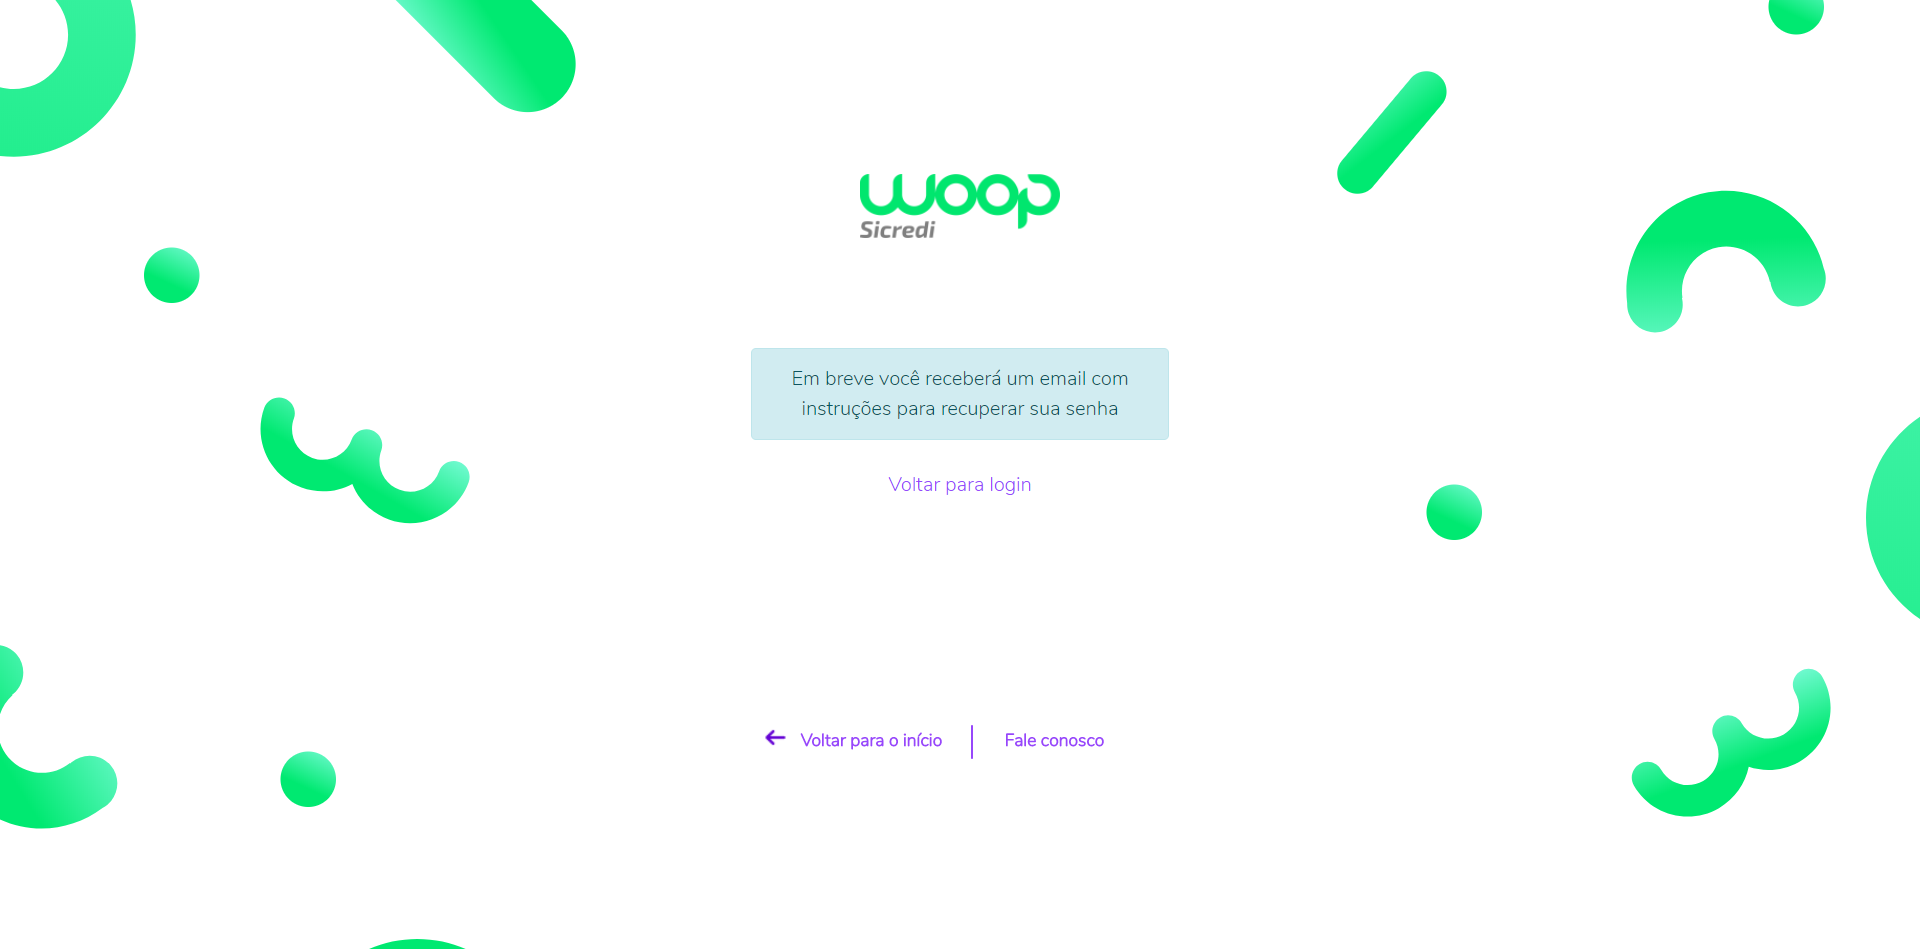 woop
Sicredi
Em breve você receberá um email com
instruções para recuperar sua senha
Voltar para login
Voltar para o início
Fale conosco